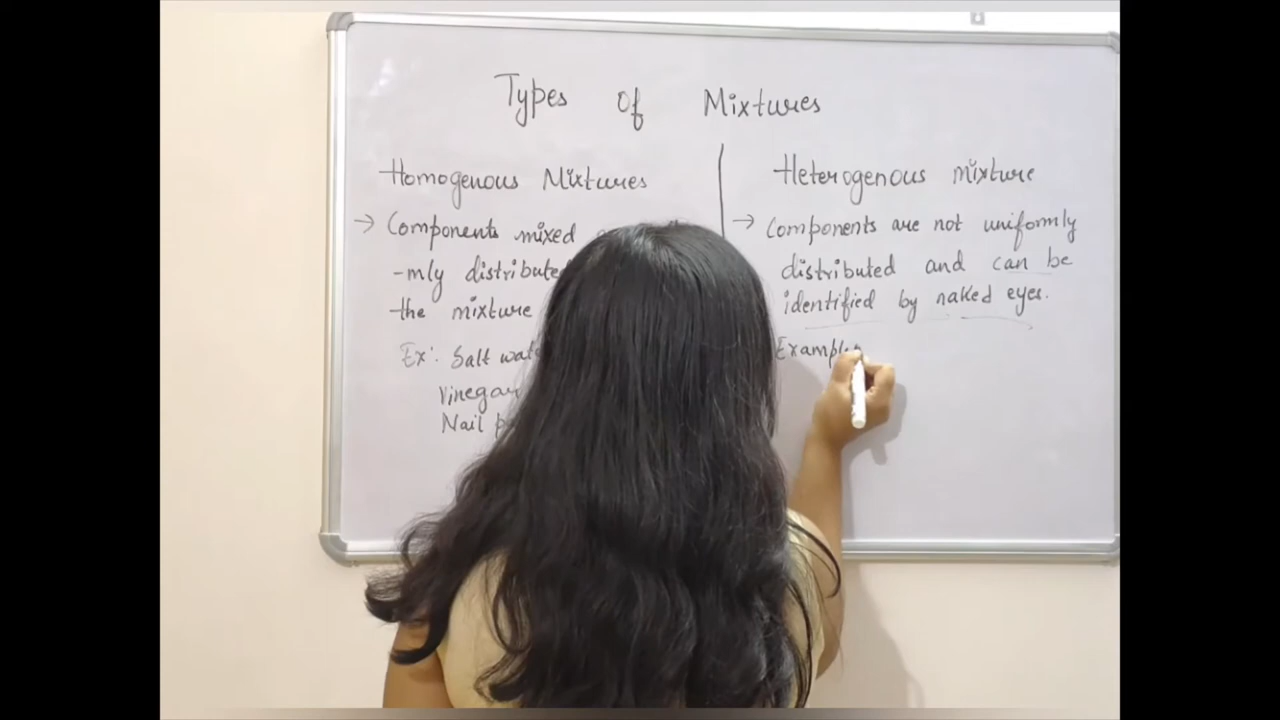 Types of Mixtures
Homogenous Mixtures
→ Components mixed
-mly distribute
the mixture
Ex: Salt wat
Vinegar
Nail
Heterogenous mixture
→ Components are not uniformly
distributed and can be
identified by naked eyes.
Example